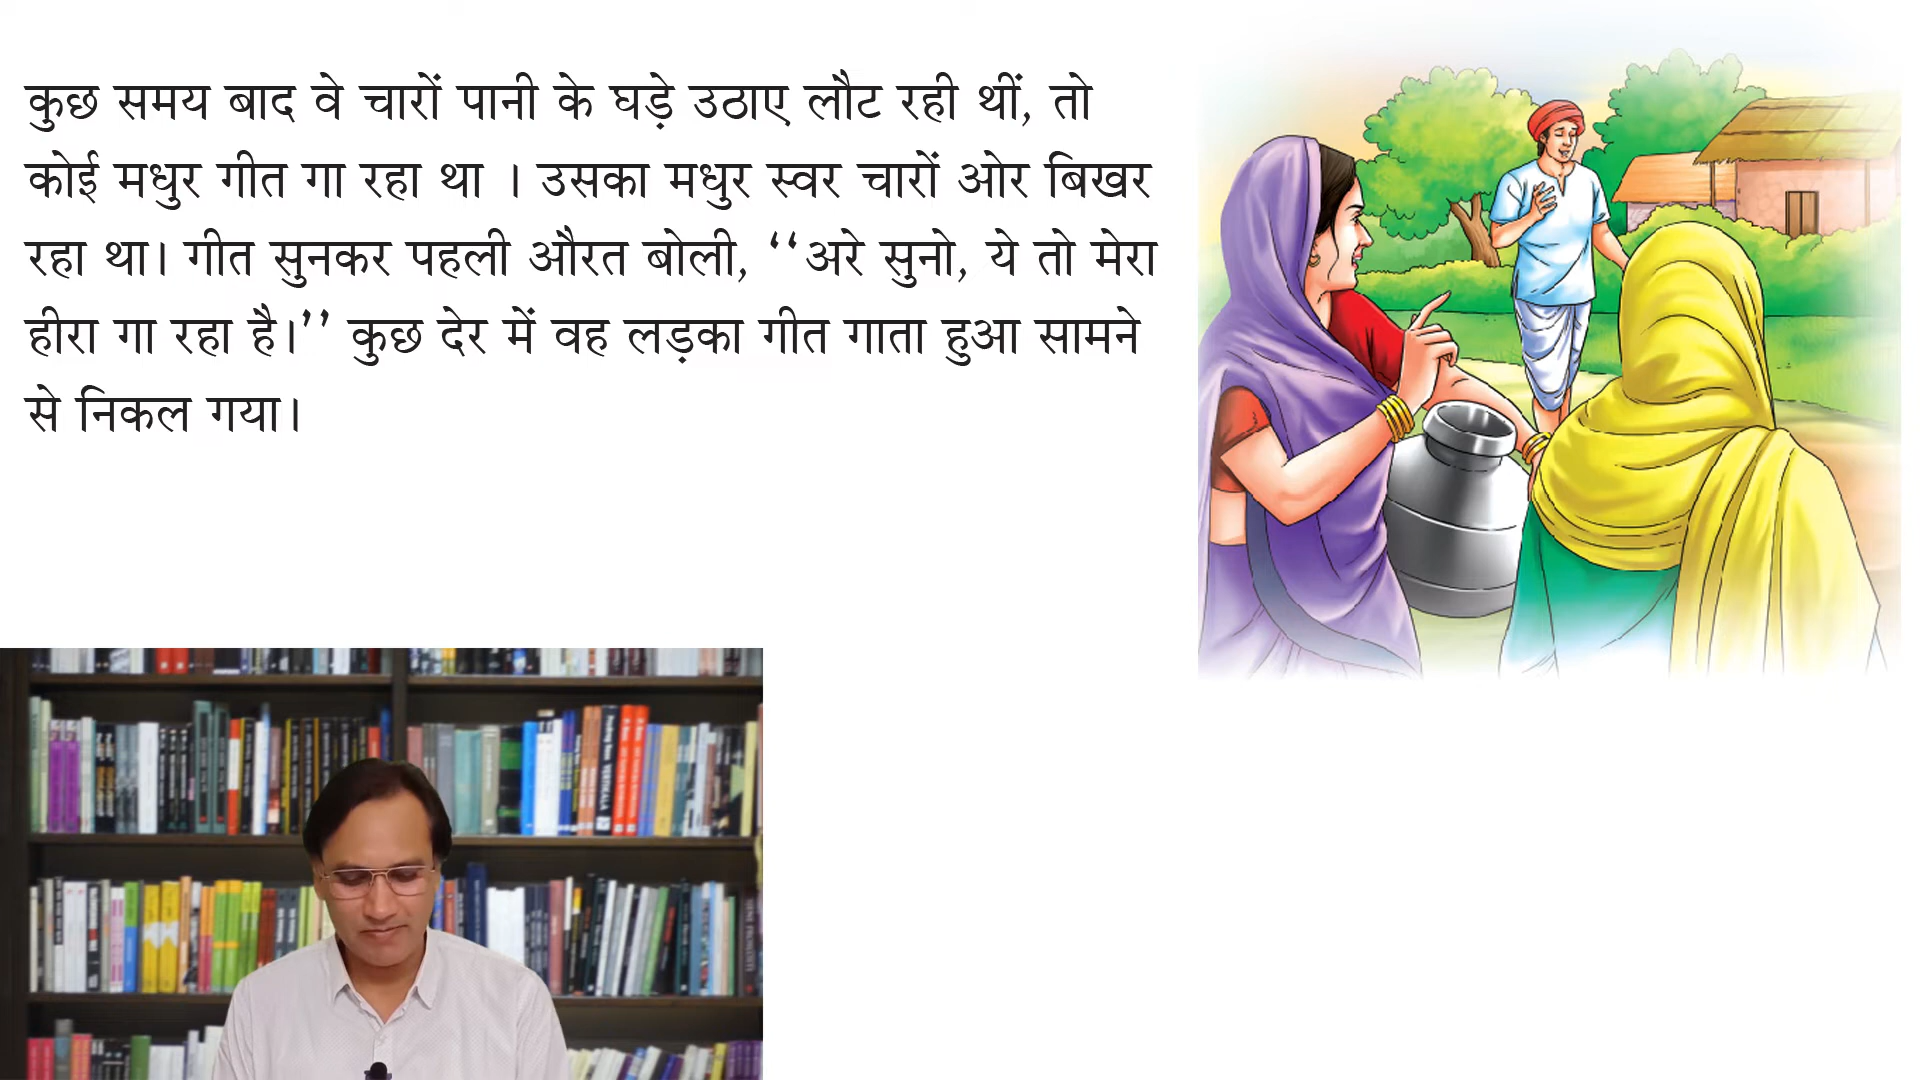 कुछ समय बाद वे चारों पानी के घड़े उठाए लौट रही थीं, तो
कोई मधुर गीत गा रहा था । उसका मधुर स्वर चारों ओर बिखर
रहा था। गीत सुनकर पहली औरत बोली, ‘‘अरे सुनो, ये तो मेरा
हीरा गा रहा है।’’ कुछ देर में वह लड़का गीत गाता हुआ सामने
से निकल गया।